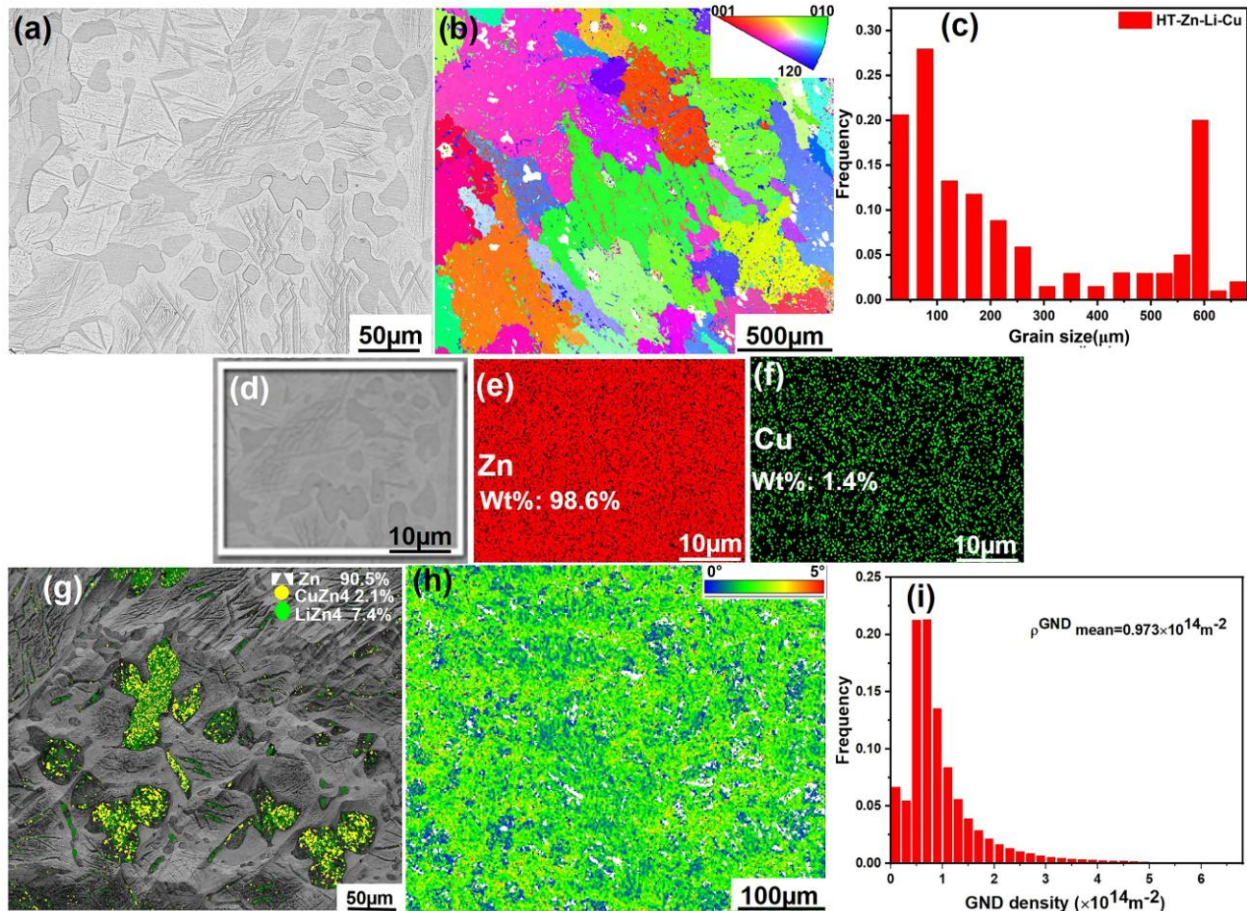 (a)
50µm
(b)
001 010
120
500µm
(c)
HT-Zn-Li-Cu
Frequency
0.30
0.25
0.20
0.15
0.10
0.05
0.00
100 200 300 400 500 600
Grain size(µm)
(d)
10µm
(e)
Zn
Wt%: 98.6%
10µm
(f)
Cu
Wt%: 1.4%
10µm
(g)
Zn 90.5%
CuZn4 2.1%
LiZn4 7.4%
50µm
(h)
0° 5°
100µm
(i)
ρGND mean=0.973×10^14m-2
Frequency
0.25
0.20
0.15
0.10
0.05
0.00
0 1 2 3 4 5 6
GND density (×10^14m-2)